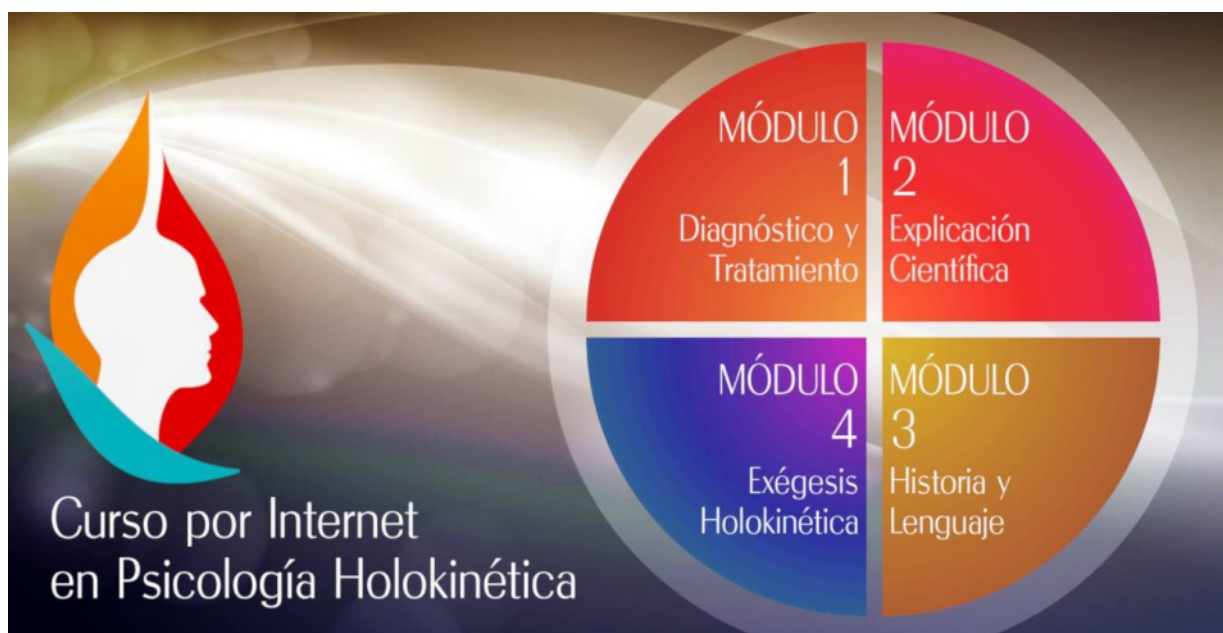 MÓDULO
1
Diagnóstico y
Tratamiento
MÓDULO
2
Explicación
Científica
MÓDULO
4
Exégesis
Holokinética
MÓDULO
3
Historia y
Lenguaje
Curso por Internet
en Psicología Holokinética